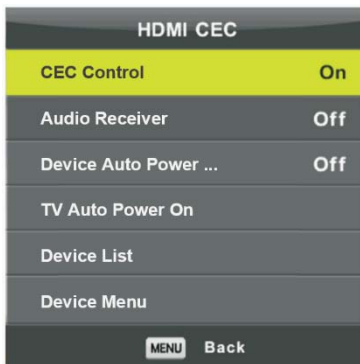 HDMI CEC
CEC Control On
Audio Receiver Off
Device Auto Power ... Off
TV Auto Power On
Device List
Device Menu
MENU Back